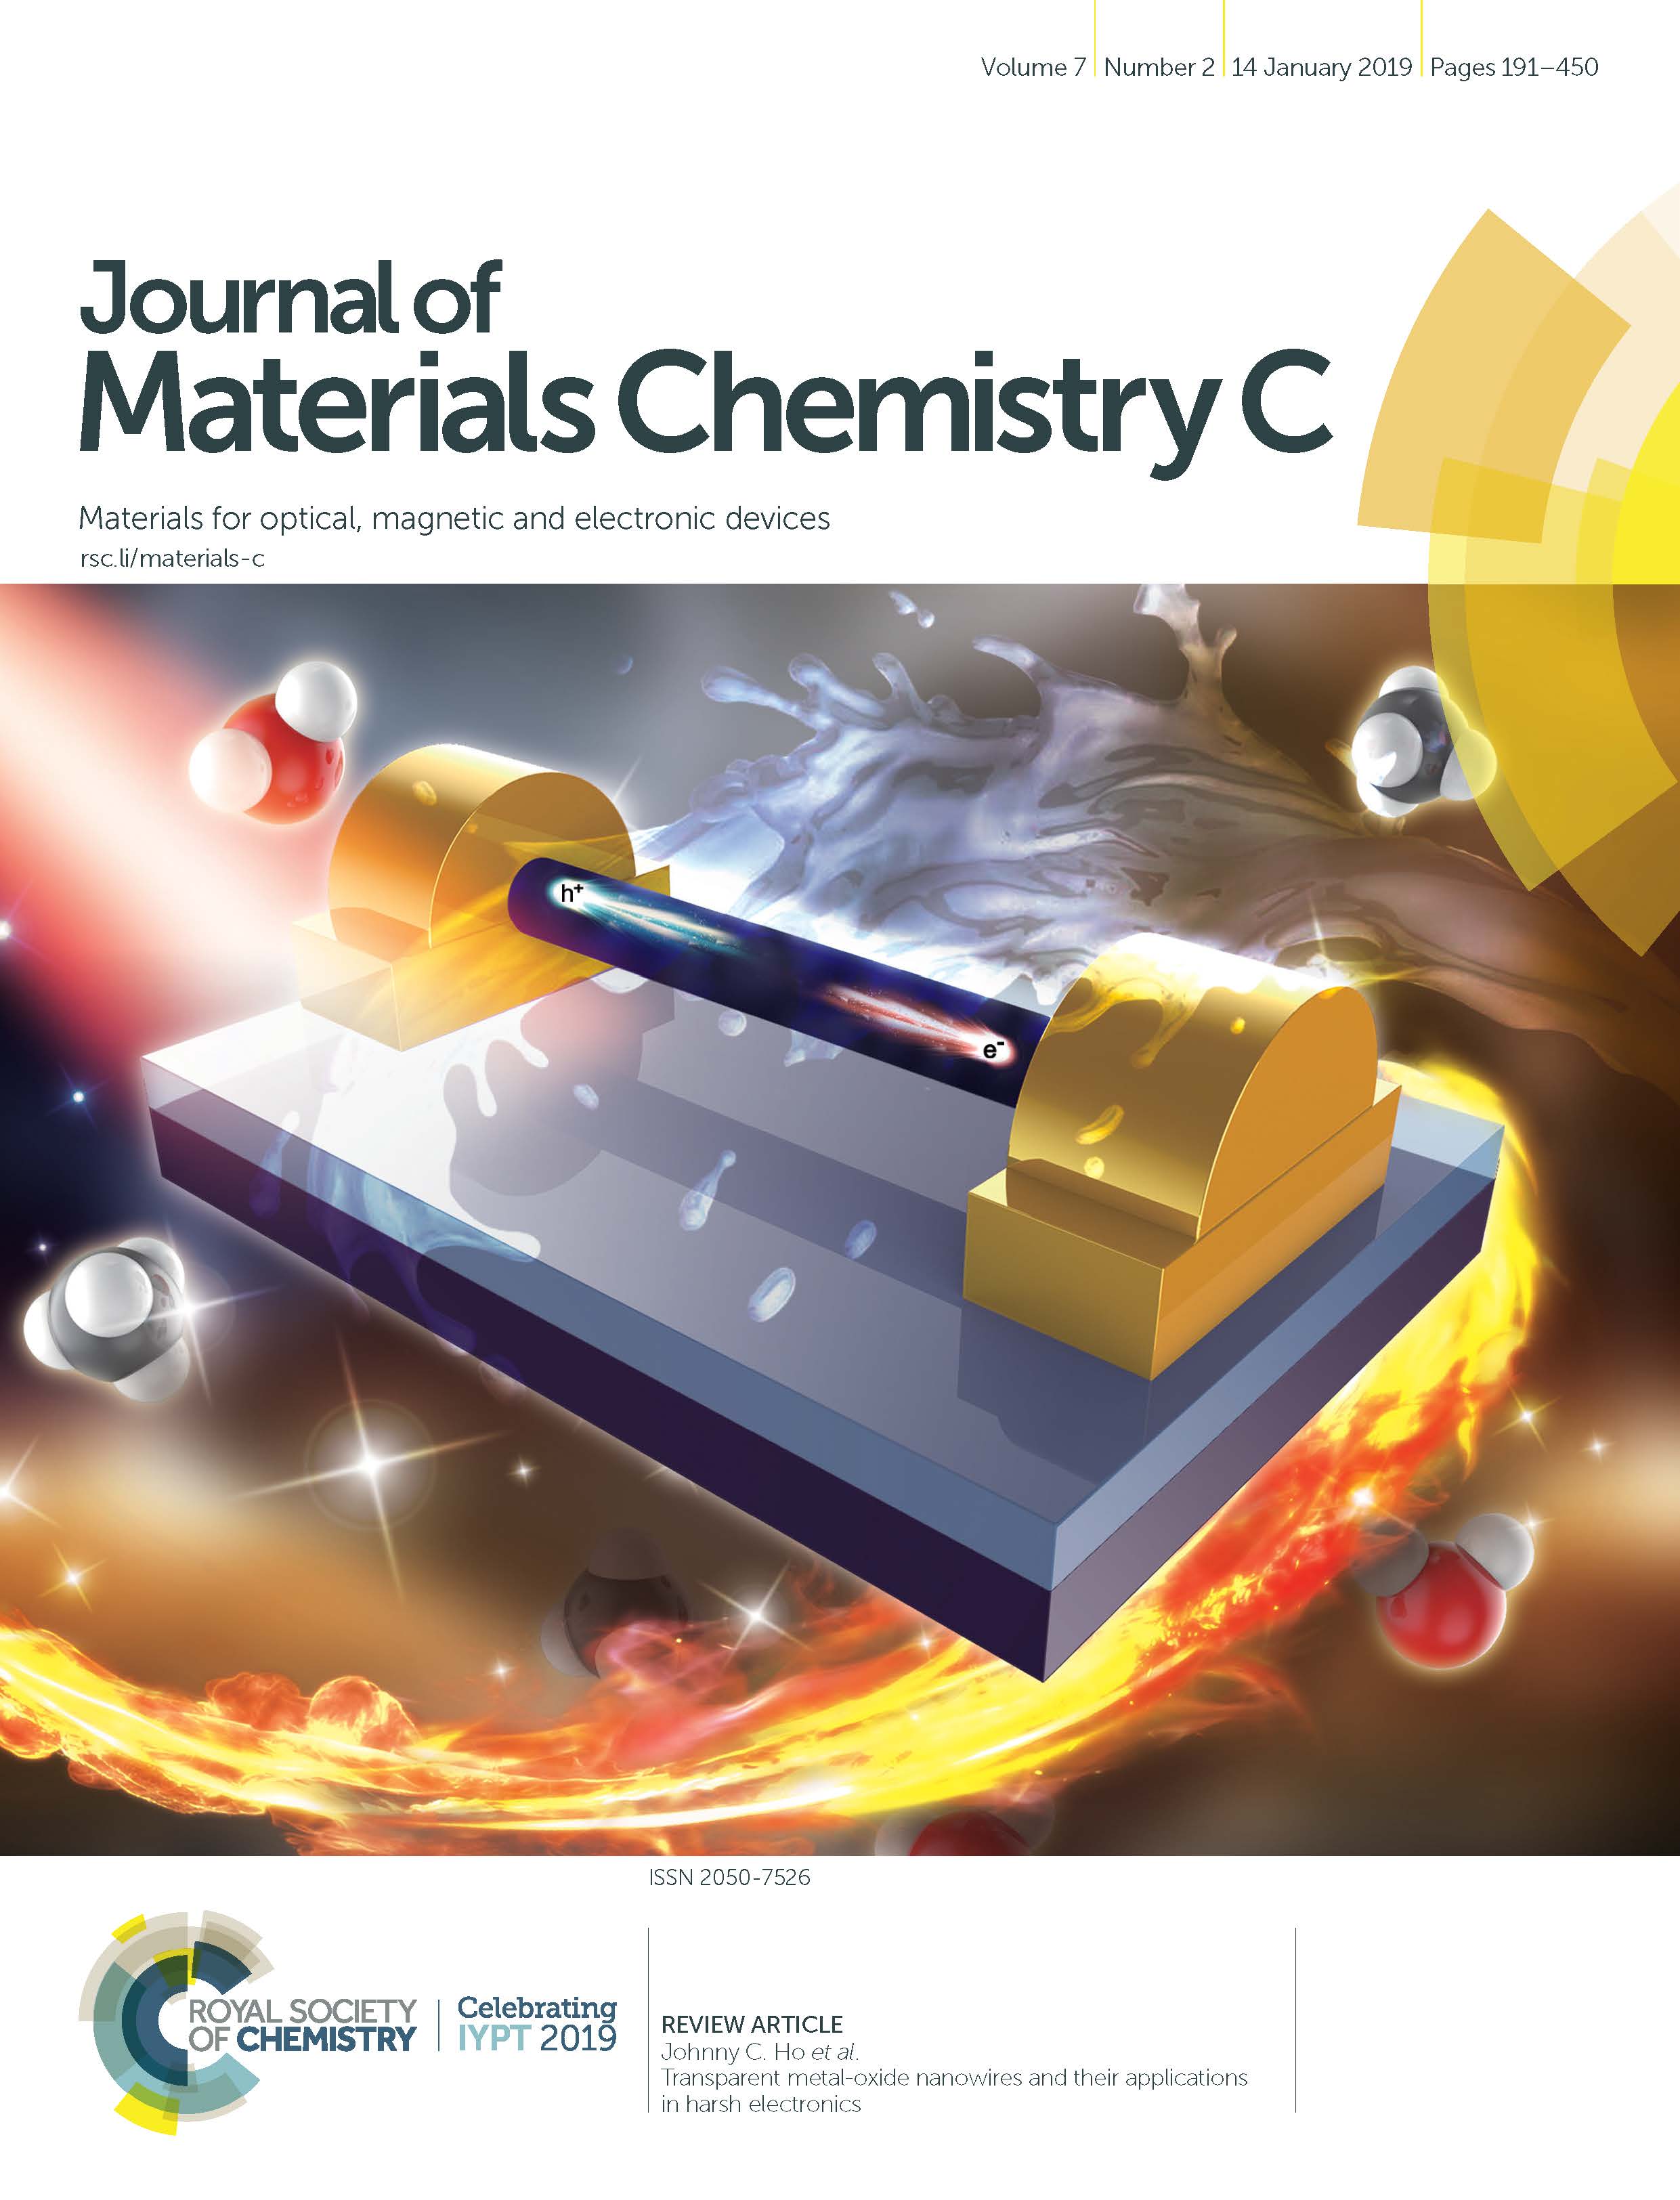 Volume 7 Number 2 14 January 2019 Pages 191–450
Journal of
Materials Chemistry C
Materials for optical, magnetic and electronic devices
rsc.li/materials-c
h⁺
e⁻
ISSN 2050-7526
ROYAL SOCIETY
OF CHEMISTRY
Celebrating
IYPT 2019
REVIEW ARTICLE
Johnny C. Ho et al.
Transparent metal-oxide nanowires and their applications
in harsh electronics